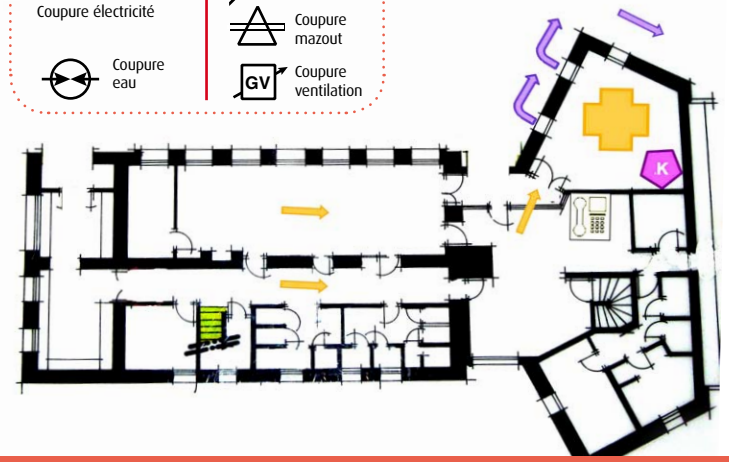 Coupure électricité
Coupure
eau
Coupure
mazout
GV
Coupure
ventilation
.K